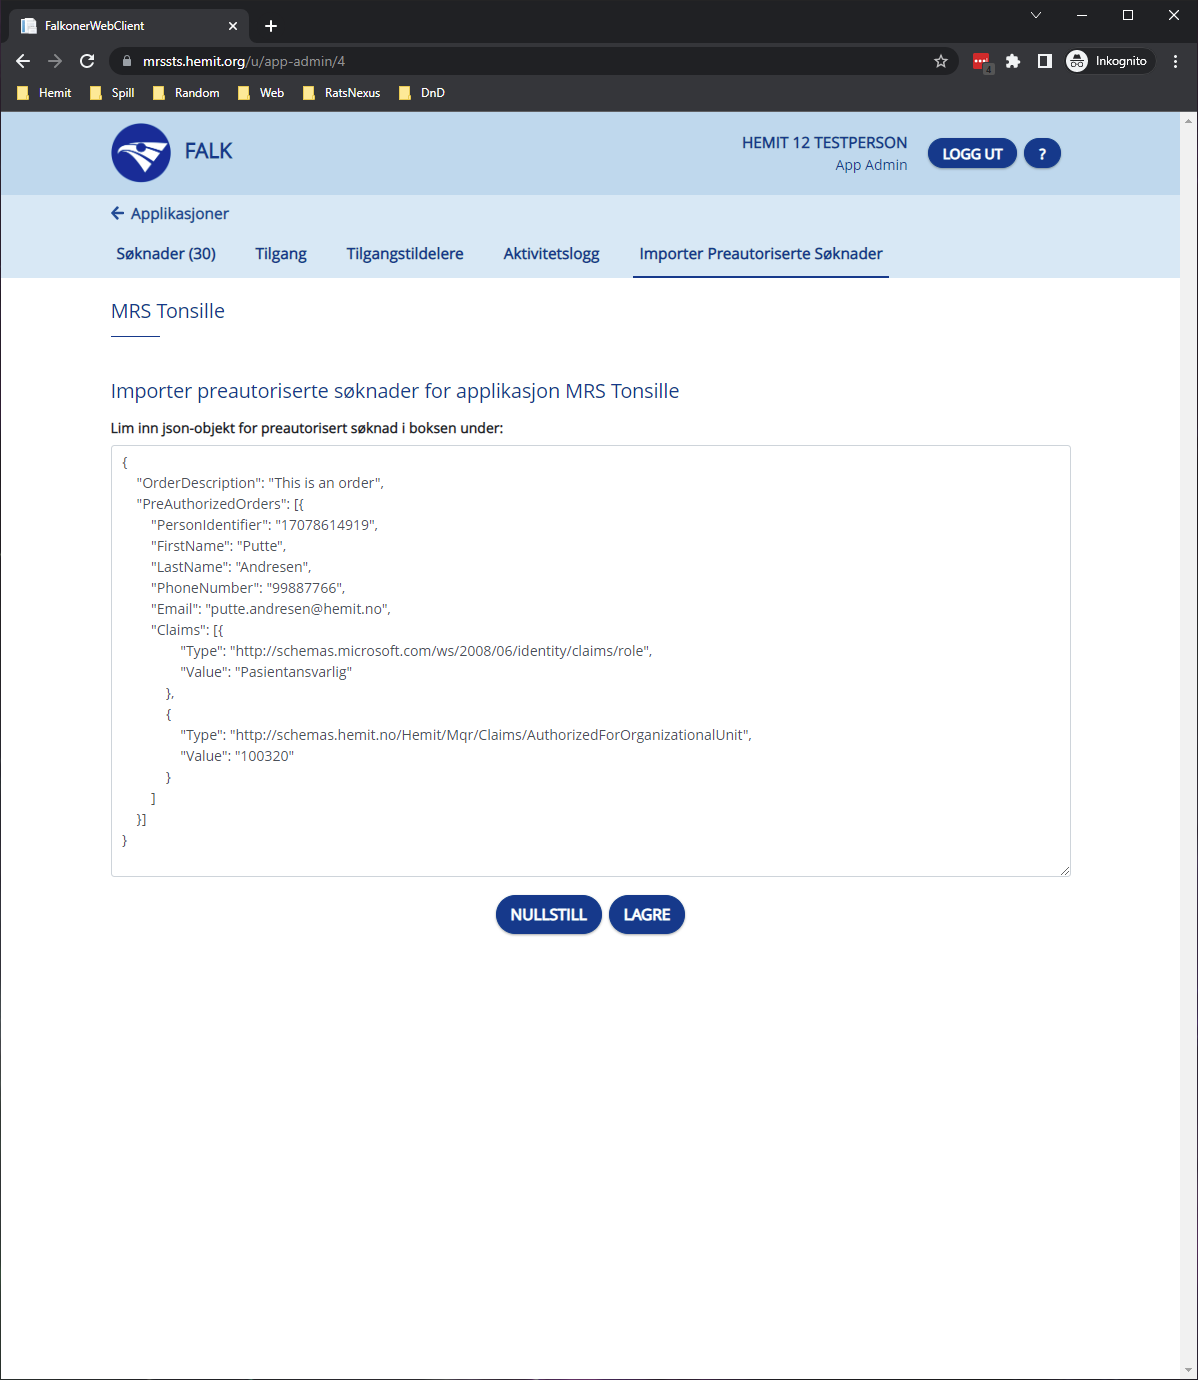 FalkonerWebClient
mrssts.hemit.org/u/app-admin/4
4
Inkognito
Hemit
Spill
Random
Web
RatsNexus
DnD
FALK
HEMIT 12 TESTPERSON
App Admin
LOGG UT
?
Applikasjoner
Søknader (30)
Tilgang
Tilgangstildelere
Aktivitetslogg
Importer Preautoriserte Søknader
MRS Tonsille
Importer preautoriserte søknader for applikasjon MRS Tonsille
Lim inn json-objekt for preautorisert søknad i boksen under:
{
"OrderDescription": "This is an order",
"PreAuthorizedOrders": [{
"PersonIdentifier": "17078614919",
"FirstName": "Putte",
"LastName": "Andresen",
"PhoneNumber": "99887766",
"Email": "putte.andresen@hemit.no",
"Claims": [{
"Type": "http://schemas.microsoft.com/ws/2008/06/identity/claims/role",
"Value": "Pasientansvarlig"
},
{
"Type": "http://schemas.hemit.no/Hemit/Mqr/Claims/AuthorizedForOrganizationalUnit",
"Value": "100320"
}
]
}]
}
NULLSTILL
LAGRE